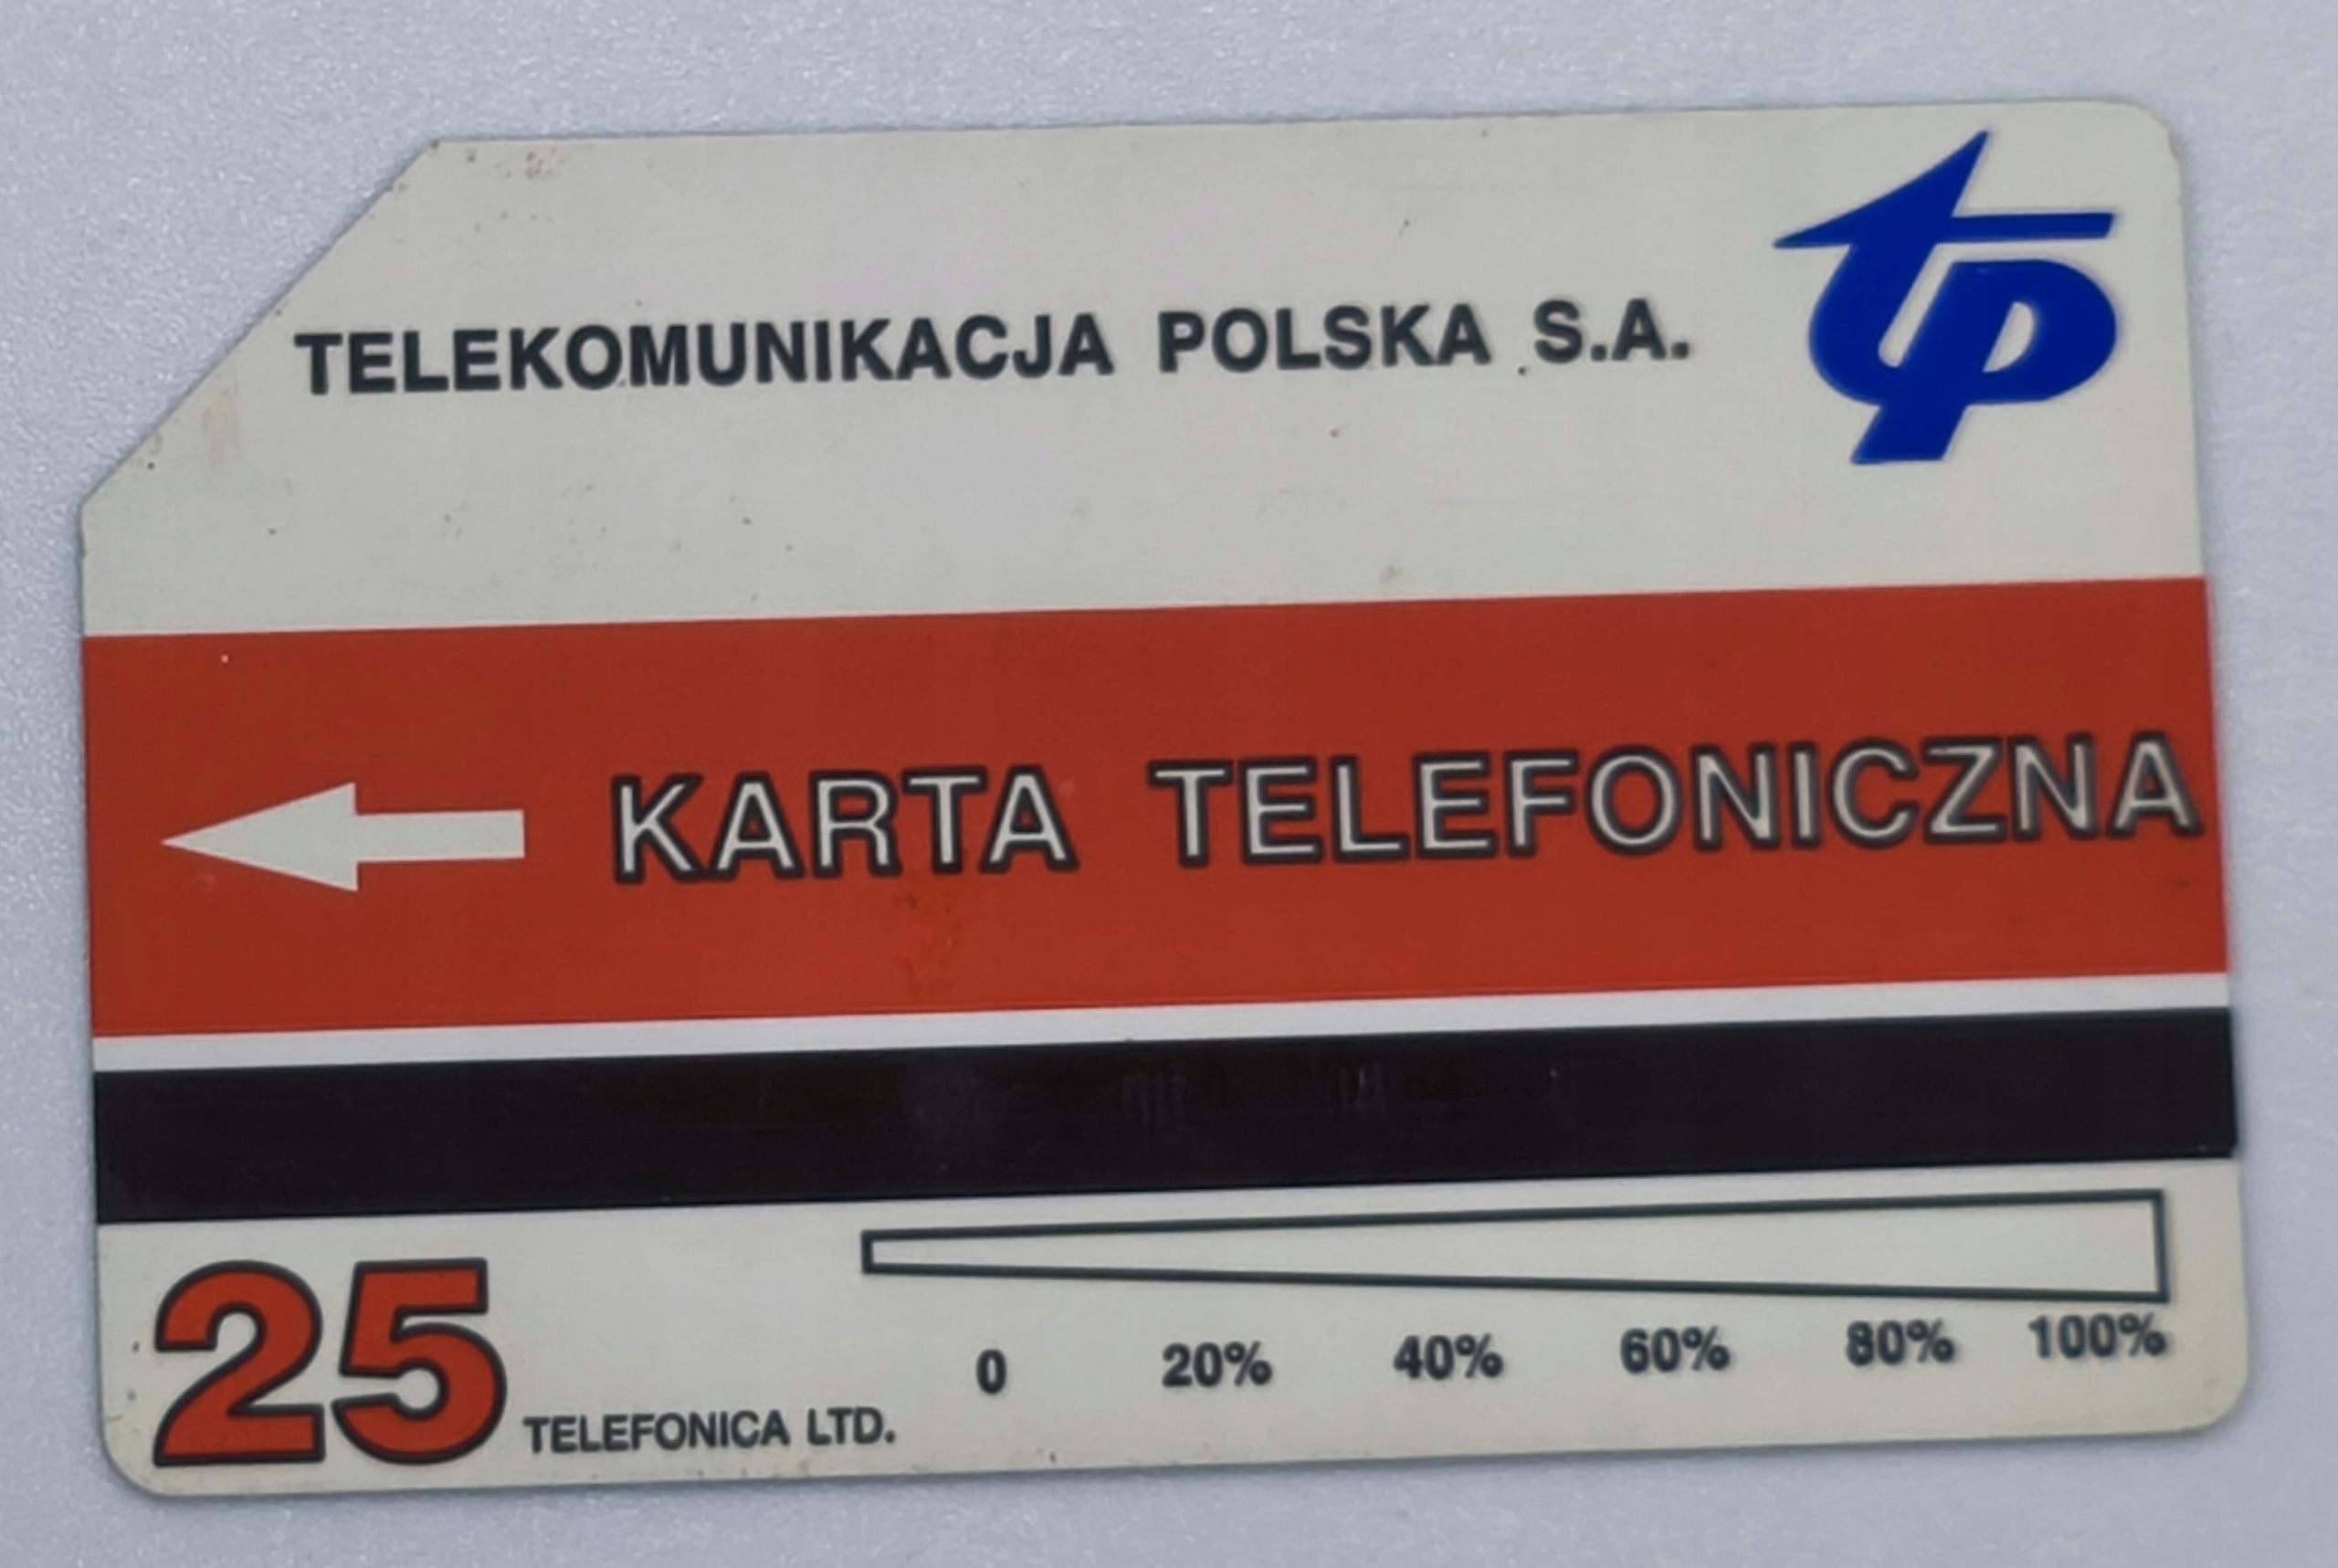 TELEKOMUNIKACJA POLSKA S.A.
tp
KARTA TELEFONICZNA
25
TELEFONICA LTD.
0 20% 40% 60% 80% 100%